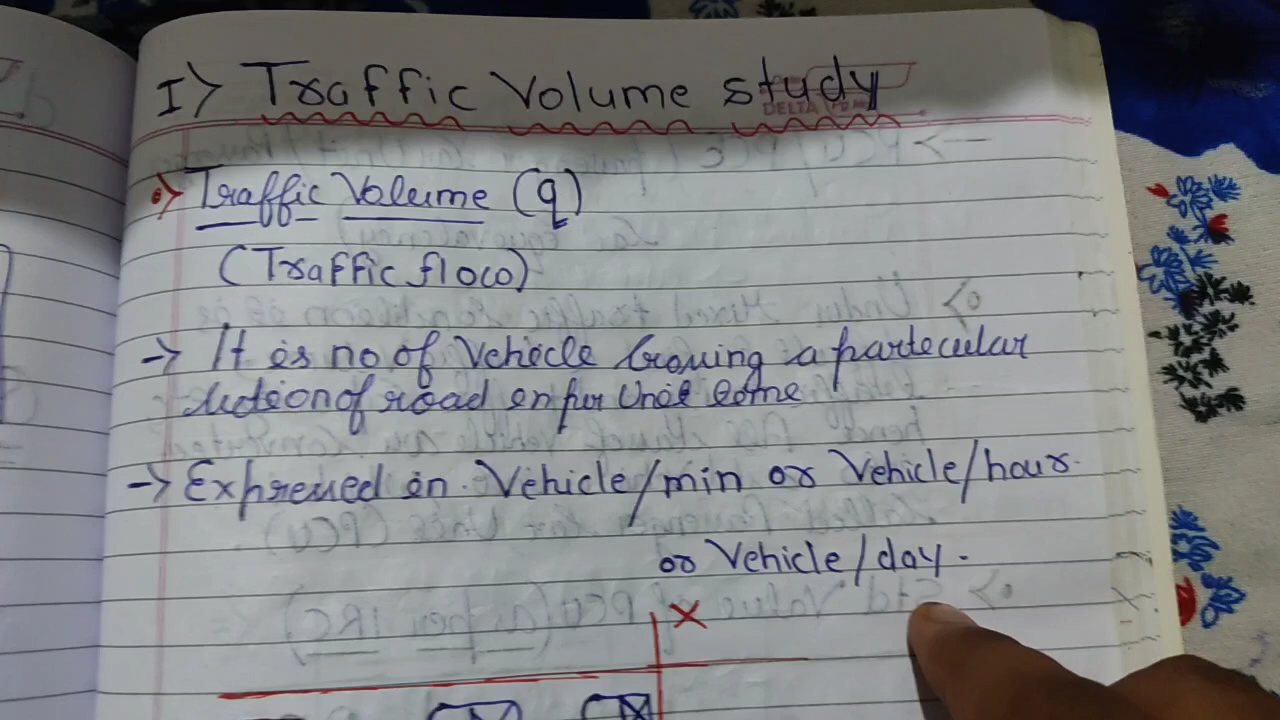 I> Traffic Volume study
Traffic Volume (q)
(Traffic flow)
→ It is no of Vehicle Crossing a particular
section of road in per Unit time
→ Expressed in. Vehicle/min or Vehicle/hour.
or Vehicle/day.
X